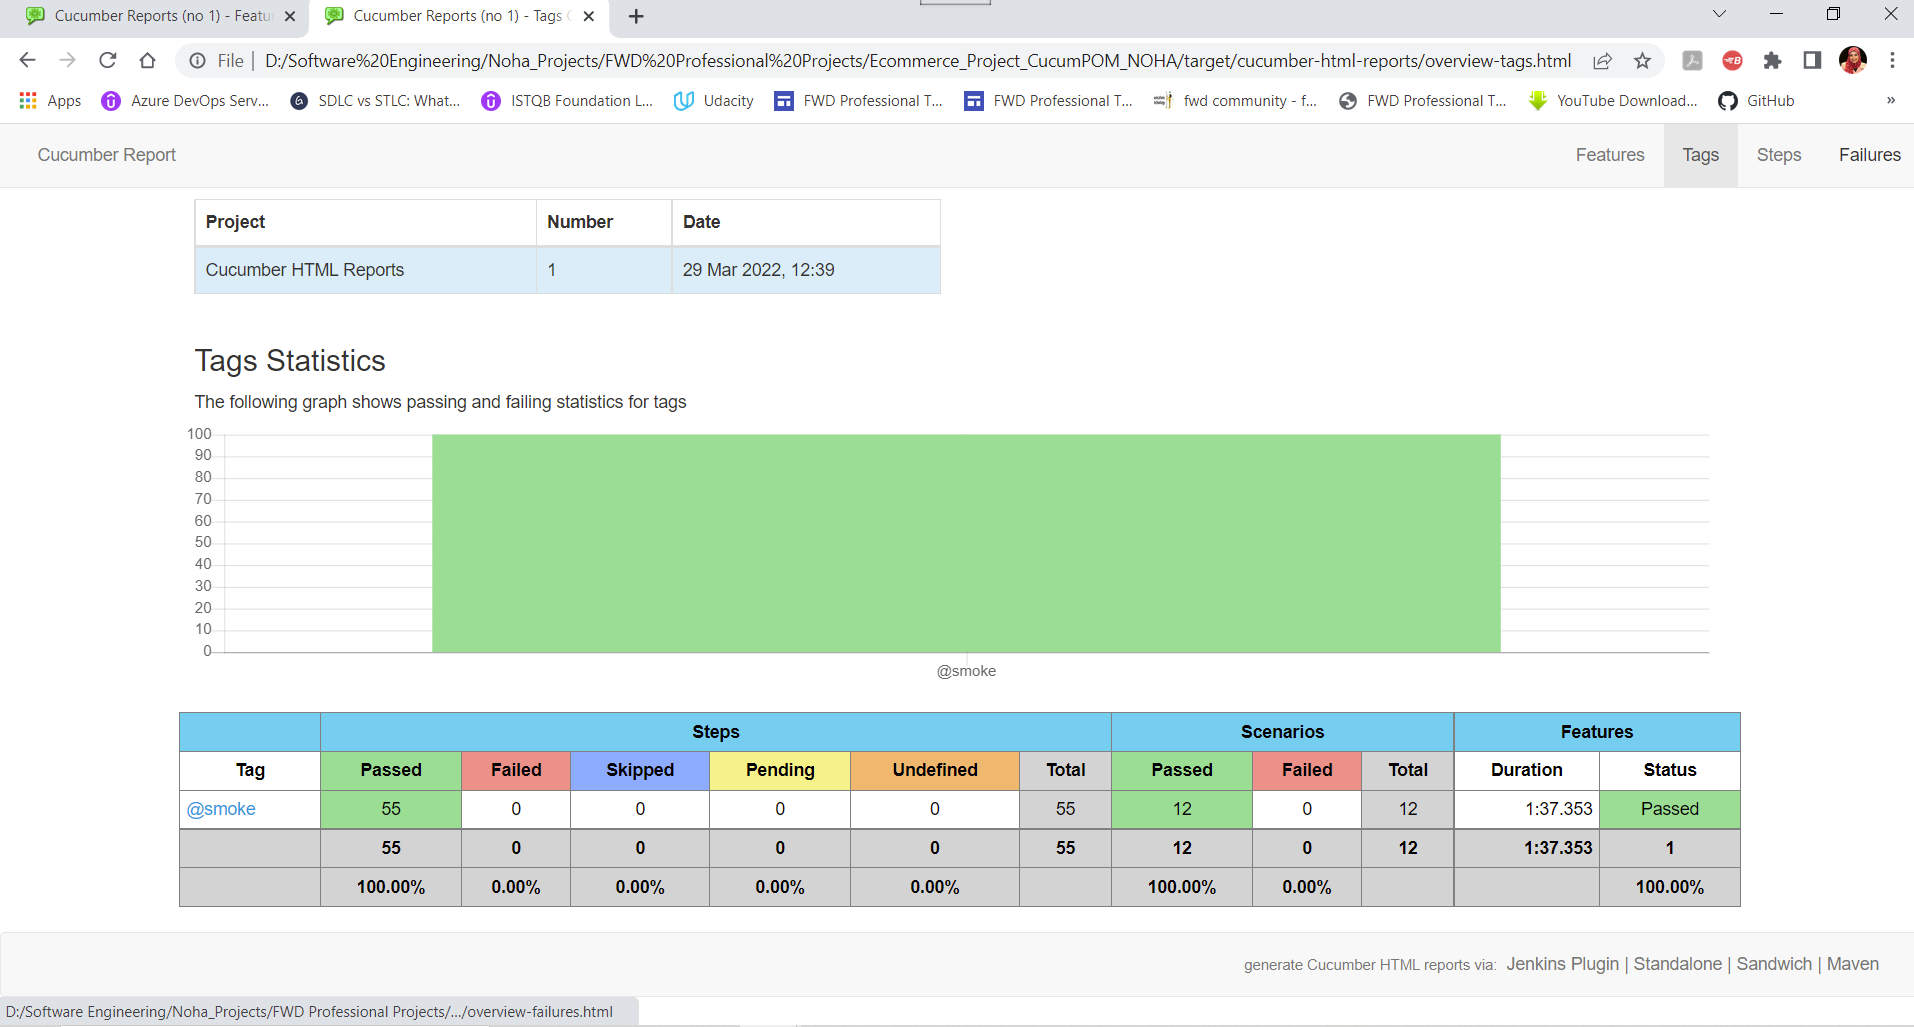 Cucumber Reports (no 1) - Featu
Cucumber Reports (no 1) - Tags
File | D:/Software%20Engineering/Noha_Projects/FWD%20Professional%20Projects/Ecommerce_Project_CucumPOM_NOHA/target/cucumber-html-reports/overview-tags.html
Apps Azure DevOps Serv... SDLC vs STLC: What... ISTQB Foundation L... Udacity FWD Professional T... FWD Professional T... fwd community - f... FWD Professional T... YouTube Download... GitHub »
Cucumber Report Features Tags Steps Failures
Project Number Date
Cucumber HTML Reports 1 29 Mar 2022, 12:39
Tags Statistics
The following graph shows passing and failing statistics for tags
100
90
80
70
60
50
40
30
20
10
0
@smoke
Steps Scenarios Features
Tag Passed Failed Skipped Pending Undefined Total Passed Failed Total Duration Status
@smoke 55 0 0 0 0 55 12 0 12 1:37.353 Passed
55 0 0 0 0 55 12 0 12 1:37.353 1
100.00% 0.00% 0.00% 0.00% 0.00% 100.00% 0.00% 100.00%
generate Cucumber HTML reports via: Jenkins Plugin | Standalone | Sandwich | Maven
D:/Software Engineering/Noha_Projects/FWD Professional Projects/.../overview-failures.html